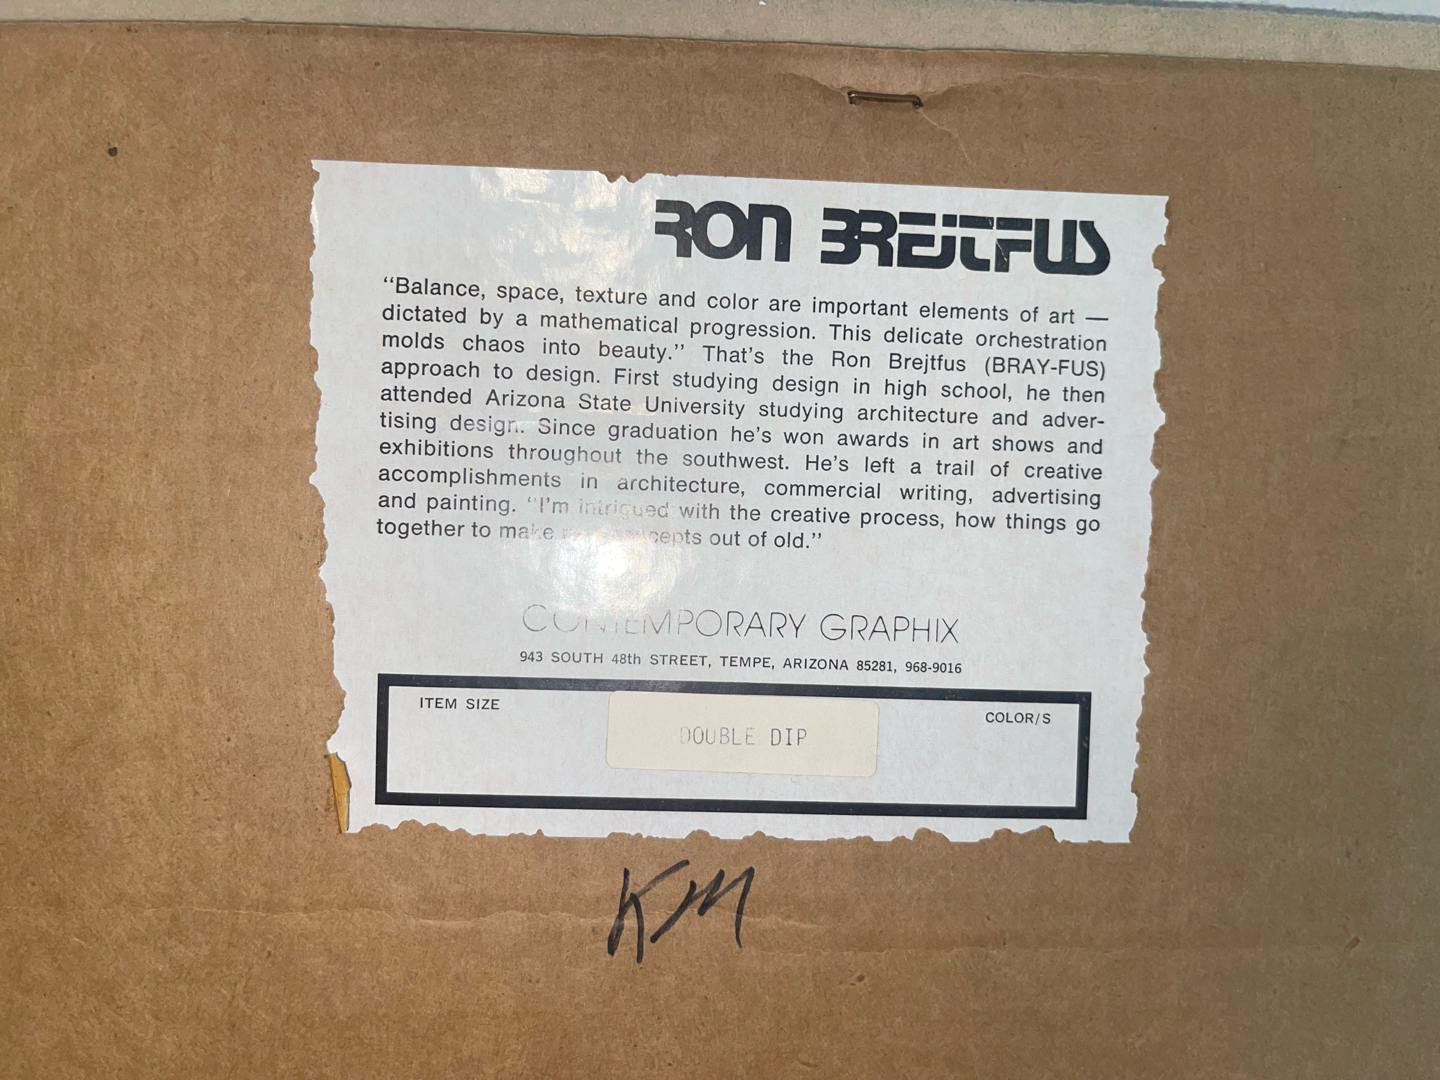 RON BREJTFUS
“Balance, space, texture and color are important elements of art —
dictated by a mathematical progression. This delicate orchestration
molds chaos into beauty.” That’s the Ron Brejtfus (BRAY-FUS)
approach to design. First studying design in high school, he then
attended Arizona State University studying architecture and adver-
tising design. Since graduation he’s won awards in art shows and
exhibitions throughout the southwest. He’s left a trail of creative
accomplishments in architecture, commercial writing, advertising
and painting. “I’m intrigued with the creative process, how things go
together to make out of old.”
CONTEMPORARY GRAPHIX
943 SOUTH 48th STREET, TEMPE, ARIZONA 85281, 968-9016
ITEM SIZE
DOUBLE DIP
COLOR/S
KM